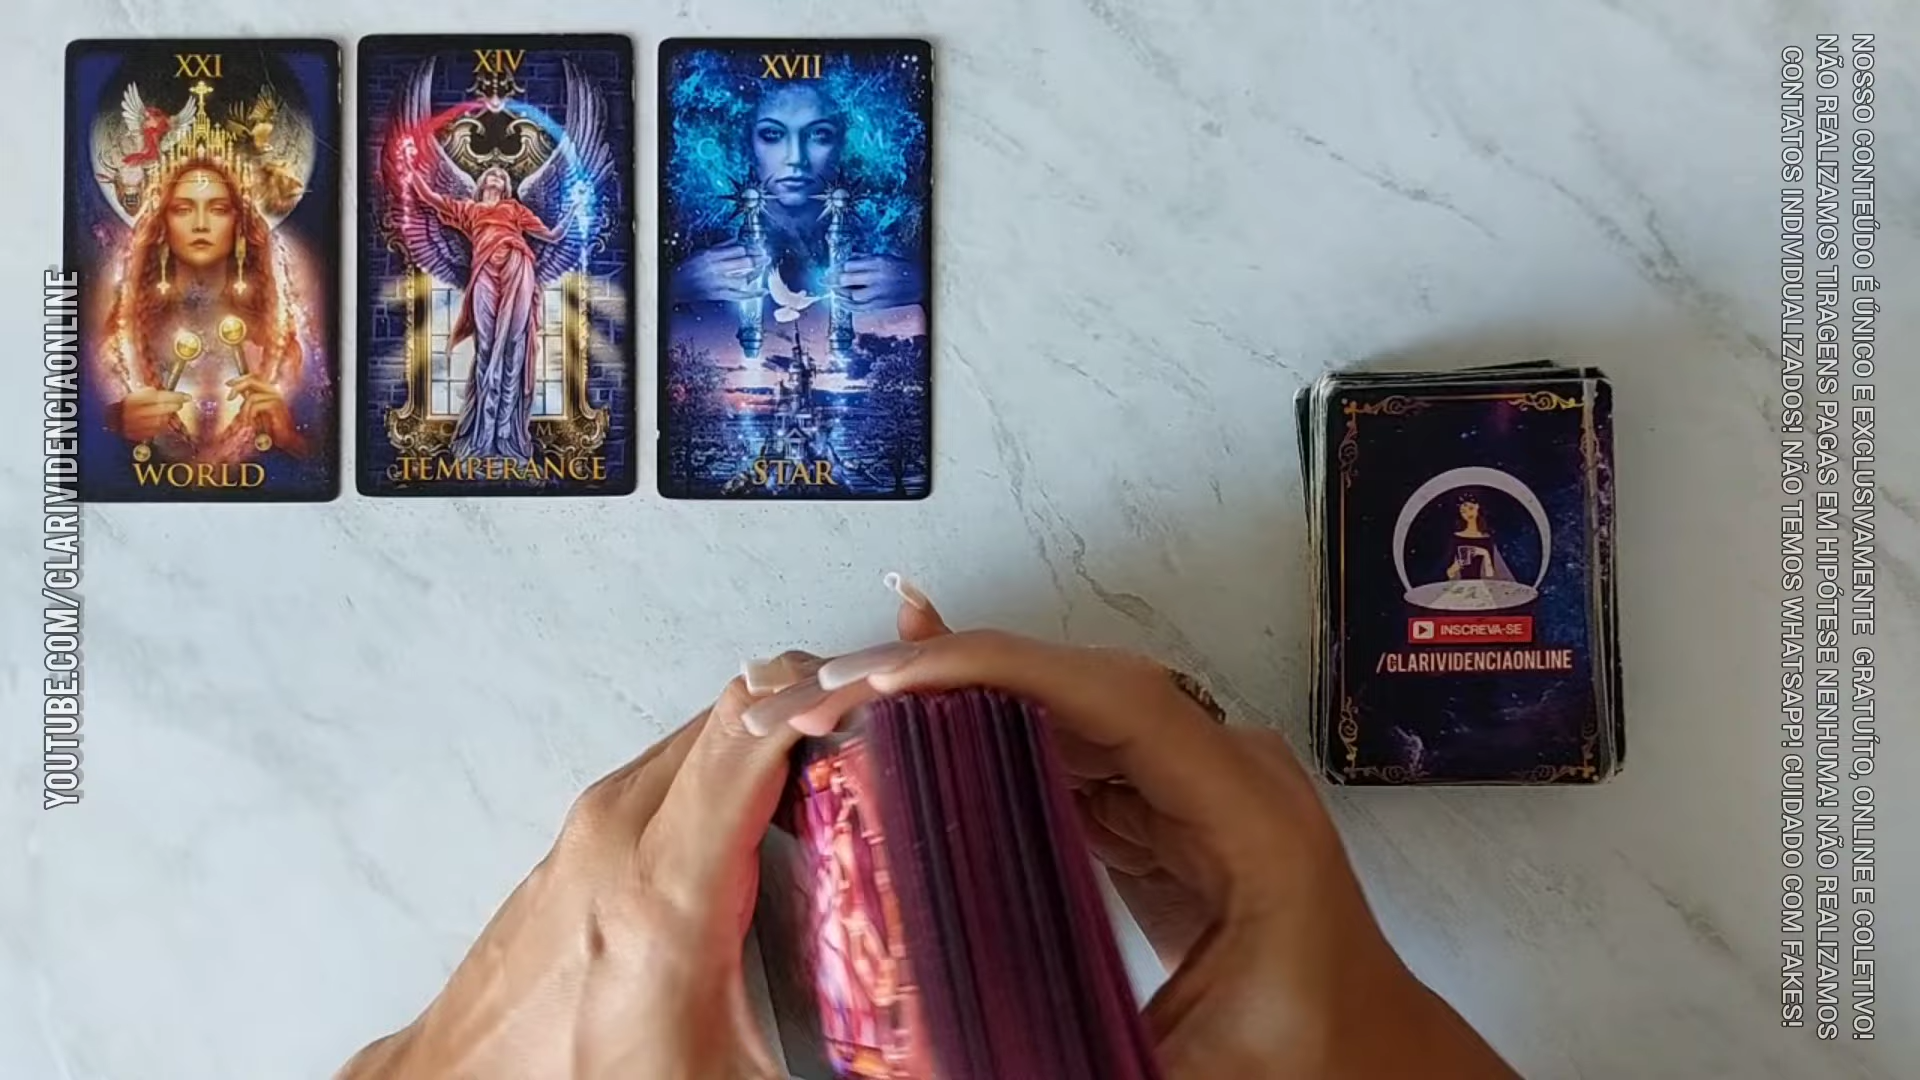 XXI
WORLD
XIV
TEMPERANCE
XVII
STAR
YOUTUBE.COM/CLARIVIDENCIAONLINE
INSCREVA-SE
/CLARIVIDENCIAONLINE
NOSSO CONTEÚDO É ÚNICO E EXCLUSIVAMENTE GRATUÍTO, ONLINE E COLETIVO!
NÃO REALIZAMOS TIRAGENS PAGAS EM HIPÓTESE NENHUMA! NÃO REALIZAMOS
CONTATOS INDIVIDUALIZADOS! NÃO TEMOS WHATSAPP! CUIDADO COM FAKES!